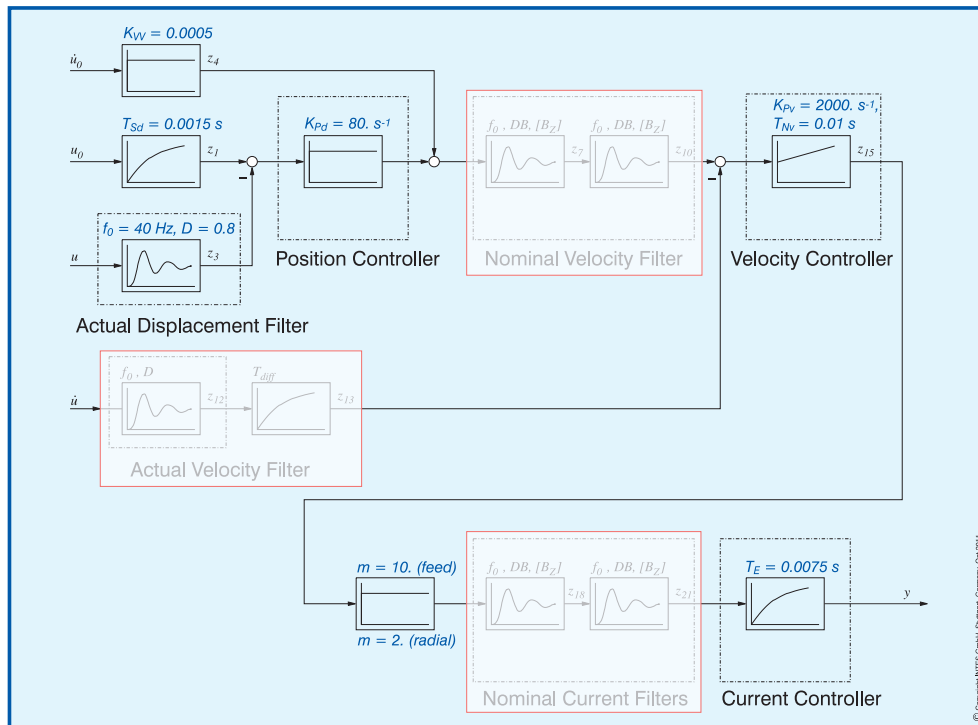 K_VV = 0.0005
u̇_0
z_4
T_Sd = 0.0015 s
u_0
z_1
K_Pd = 80. s⁻¹
f_0, DB, [B_Z]
f_0, DB, [B_Z]
z_7
z_10
K_Pv = 2000. s⁻¹,
T_Nv = 0.01 s
z_15
–
–
f_0 = 40 Hz, D = 0.8
u
z_3
Position Controller
Nominal Velocity Filter
Velocity Controller
Actual Displacement Filter
f_0, D
T_diff
u̇
z_12
z_13
Actual Velocity Filter
m = 10. (feed)
m = 2. (radial)
f_0, DB, [B_Z]
f_0, DB, [B_Z]
z_18
z_21
T_E = 0.0075 s
y
Nominal Current Filters
Current Controller